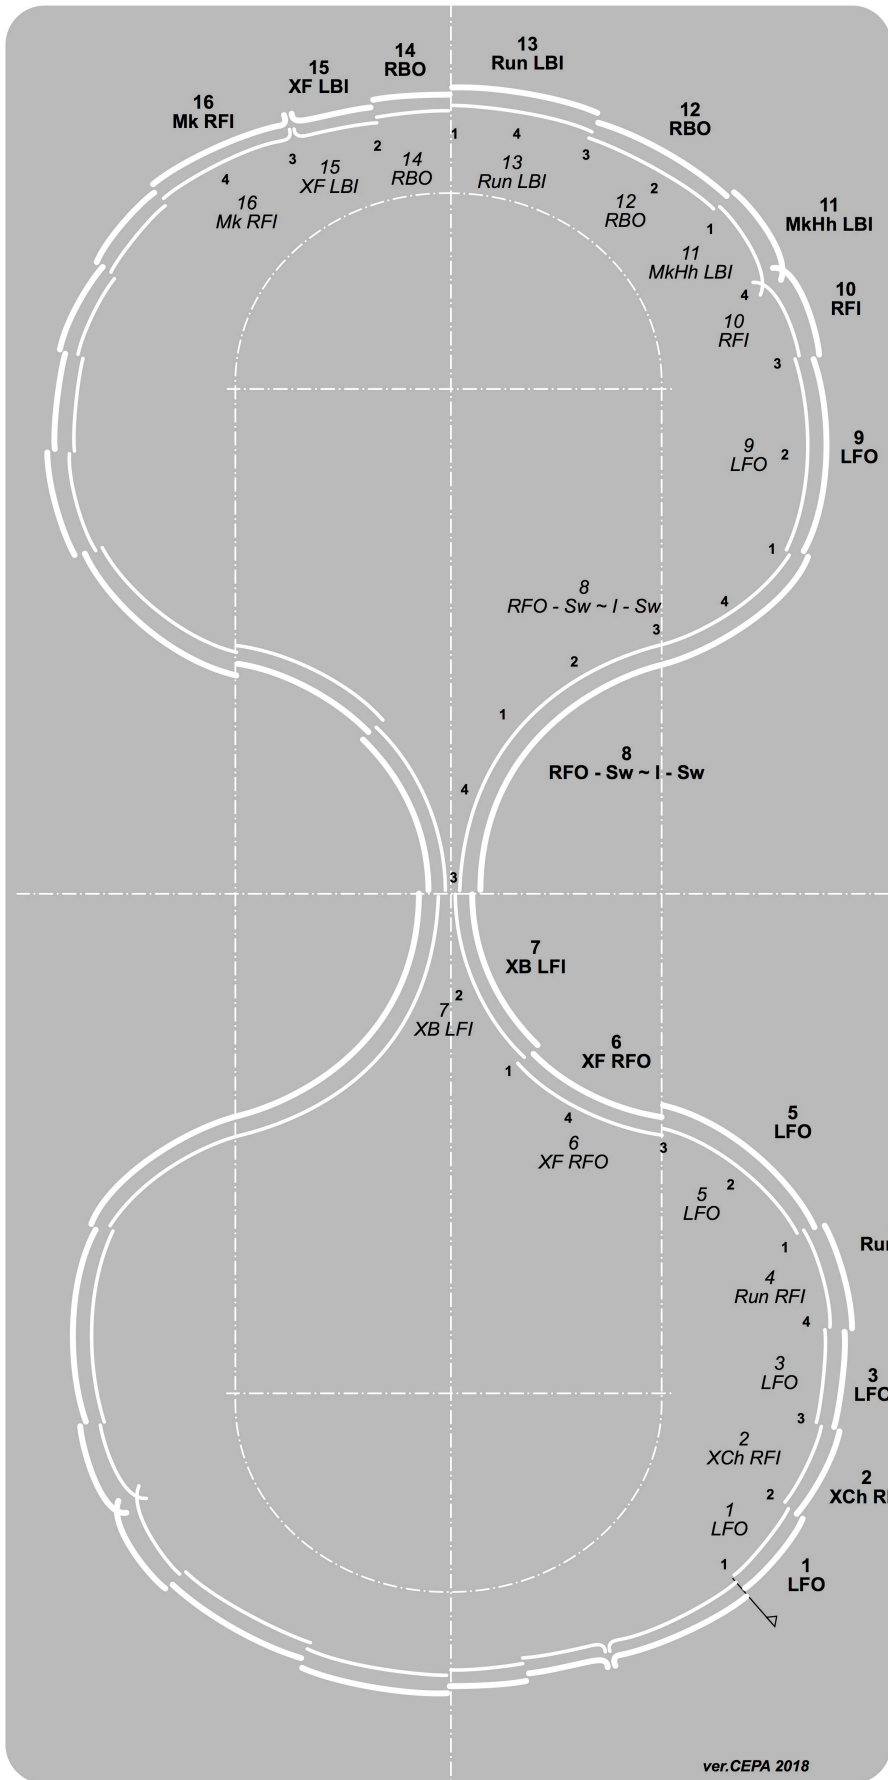 13
Run LBI
14
RBO
15
XF LBI
16
Mk RFI
12
RBO
1
4
3
2
3
4
2
1
13
Run LBI
14
RBO
15
XF LBI
16
Mk RFI
12
RBO
11
MkHh LBI
11
MkHh LBI
10
RFI
4
10
RFI
3
9
LFO
2
9
LFO
1
8
RFO - Sw ~ I - Sw
4
3
2
1
8
RFO - Sw ~ I - Sw
4
3
7
XB LFI
2
7
XB LFI
6
XF RFO
1
4
6
XF RFO
3
5
LFO
2
5
LFO
1
Run
4
Run RFI
4
3
LFO
3
LFO
3
2
XCh RFI
2
XCh RF
2
1
LFO
1
1
LFO
ver.CEPA 2018